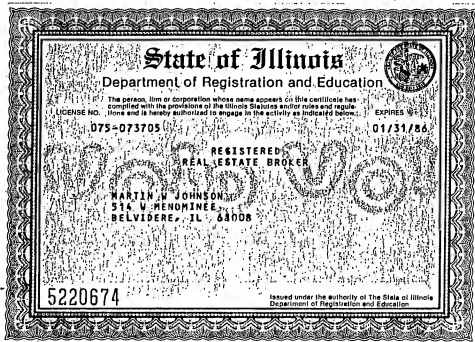 State of Illinois
Department of Registration and Education
The person, firm or corporation whose name appears on this certificate has
complied with the provisions of the Illinois Statutes and/or rules and regula-
tions and is hereby authorized to engage in the activity as indicated below.
LICENSE NO. EXPIRES
075-073705 01/31/86
REGISTERED
REAL ESTATE BROKER
MARTIN W JOHNSON
514 W MENOMINEE
BELVIDERE, IL 61008
5220674
Issued under the authority of The State of Illinois
Department of Registration and Education